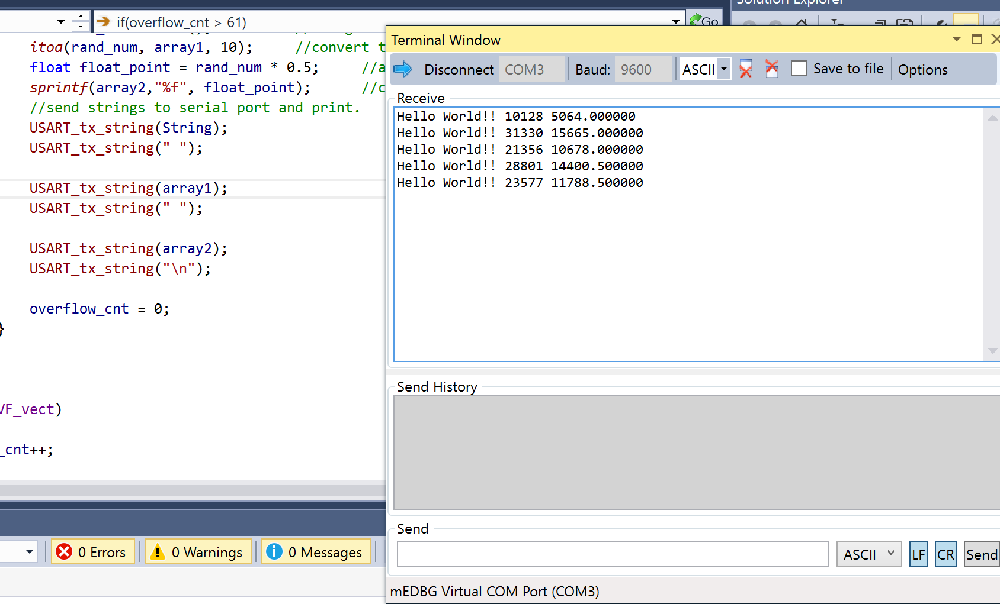 Solution Explorer
if(overflow_cnt > 61)
Go
itoa(rand_num, array1, 10); //convert t
float float_point = rand_num * 0.5; //a
sprintf(array2,"%f", float_point); //c
//send strings to serial port and print.
USART_tx_string(String);
USART_tx_string(" ");
USART_tx_string(array1);
USART_tx_string(" ");
USART_tx_string(array2);
USART_tx_string("\n");
overflow_cnt = 0;
}
VF_vect)
_cnt++;
0 Errors
0 Warnings
0 Messages
Terminal Window
Disconnect COM3 Baud: 9600 ASCII Save to file Options
Receive
Hello World!! 10128 5064.000000
Hello World!! 31330 15665.000000
Hello World!! 21356 10678.000000
Hello World!! 28801 14400.500000
Hello World!! 23577 11788.500000
Send History
Send
ASCII LF CR Send
mEDBG Virtual COM Port (COM3)